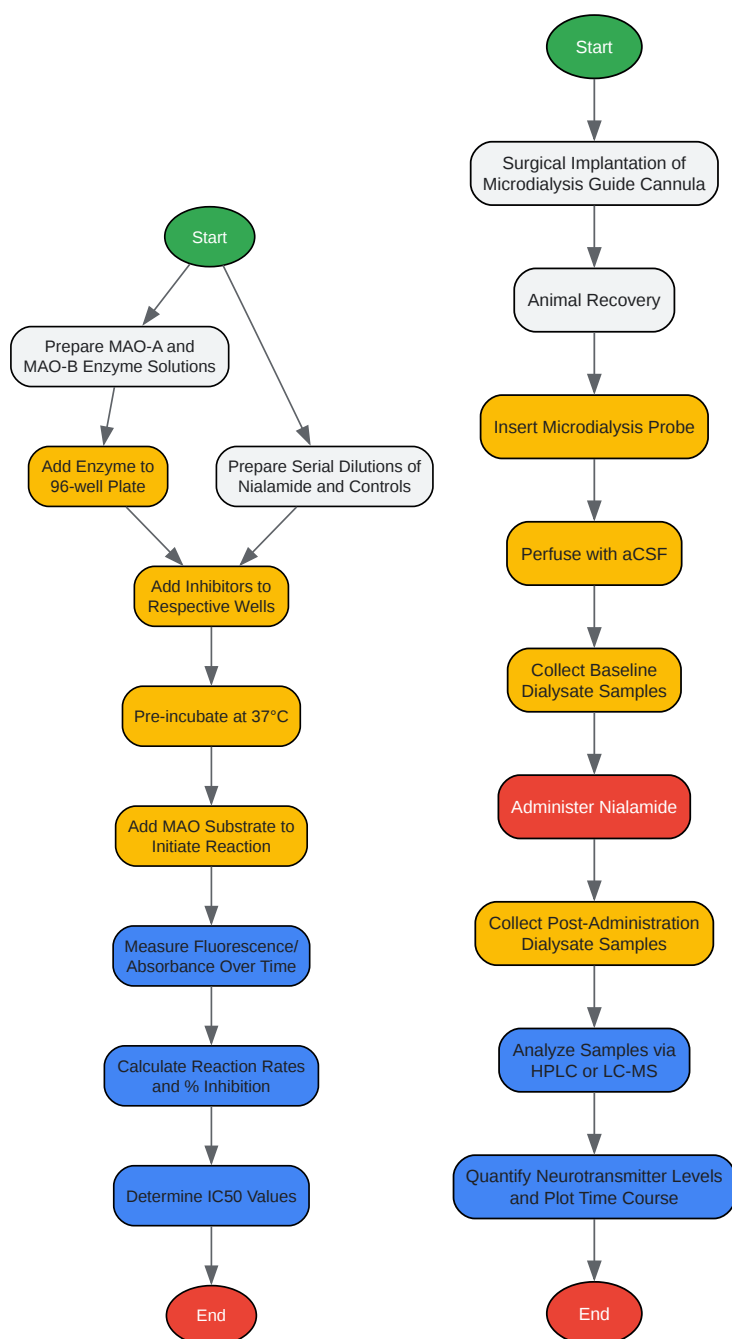 Start
Prepare MAO-A and
MAO-B Enzyme Solutions
Add Enzyme to
96-well Plate
Prepare Serial Dilutions of
Nialamide and Controls
Add Inhibitors to
Respective Wells
Pre-incubate at 37°C
Add MAO Substrate to
Initiate Reaction
Measure Fluorescence/
Absorbance Over Time
Calculate Reaction Rates
and % Inhibition
Determine IC50 Values
End
Start
Surgical Implantation of
Microdialysis Guide Cannula
Animal Recovery
Insert Microdialysis Probe
Perfuse with aCSF
Collect Baseline
Dialysate Samples
Administer Nialamide
Collect Post-Administration
Dialysate Samples
Analyze Samples via
HPLC or LC-MS
Quantify Neurotransmitter Levels
and Plot Time Course
End